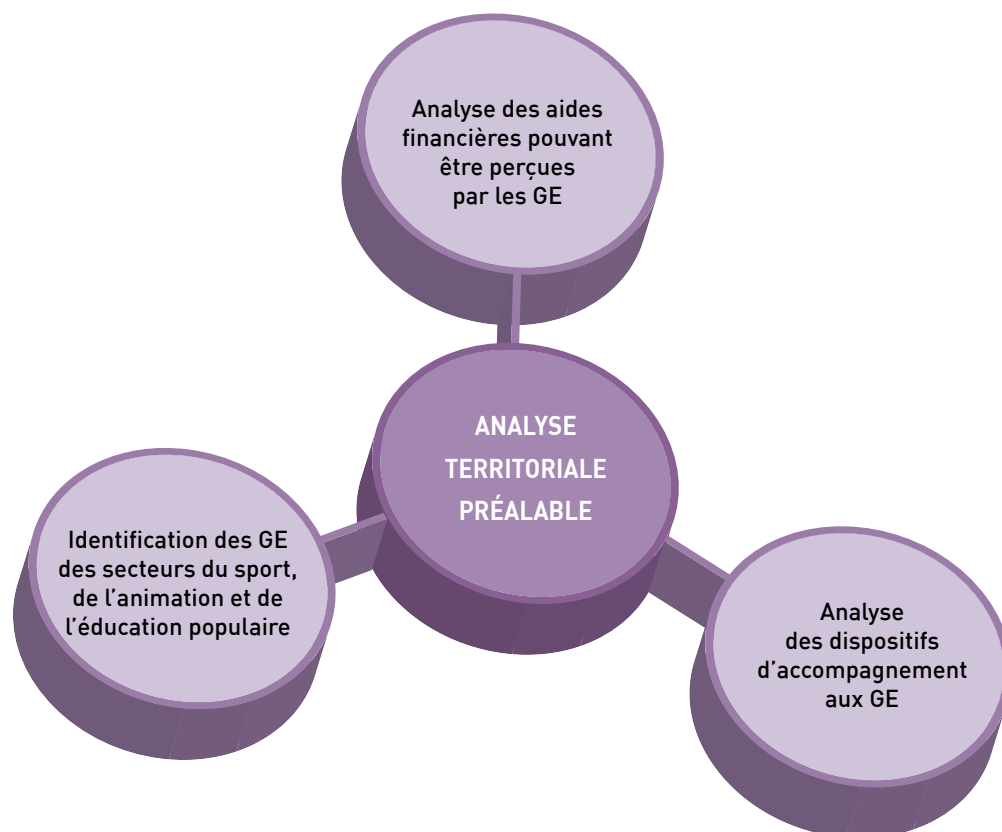 Analyse des aides
financières pouvant
être perçues
par les GE
ANALYSE
TERRITORIALE
PRÉALABLE
Identification des GE
des secteurs du sport,
de l’animation et de
l’éducation populaire
Analyse
des dispositifs
d’accompagnement
aux GE